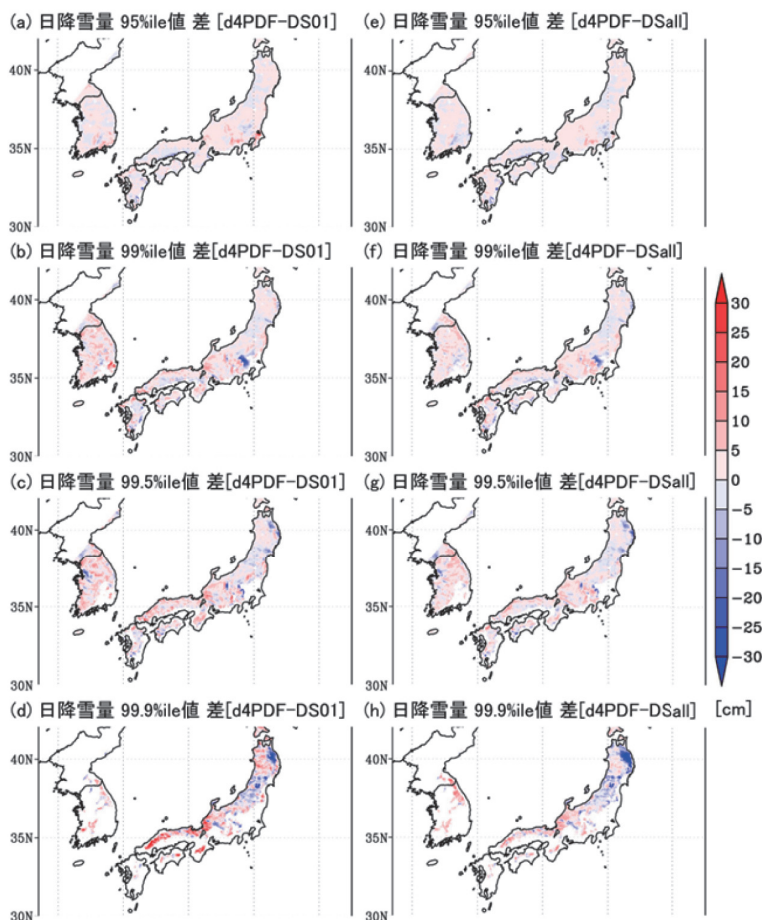 (a) 日降雪量 95%ile値 差 [d4PDF-DS01]
40N
35N
30N
(e) 日降雪量 95%ile値 差[d4PDF-DSall]
40N
35N
30N
(b) 日降雪量 99%ile値 差[d4PDF-DS01]
40N
35N
30N
(f) 日降雪量 99%ile値 差[d4PDF-DSall]
40N
35N
30N
(c) 日降雪量 99.5%ile値 差[d4PDF-DS01]
40N
35N
30N
(g) 日降雪量 99.5%ile値 差[d4PDF-DSall]
40N
35N
30N
(d) 日降雪量 99.9%ile値 差[d4PDF-DS01]
40N
35N
30N
(h) 日降雪量 99.9%ile値 差[d4PDF-DSall]
40N
35N
30N
30
25
20
15
10
5
0
-5
-10
-15
-20
-25
-30
[cm]